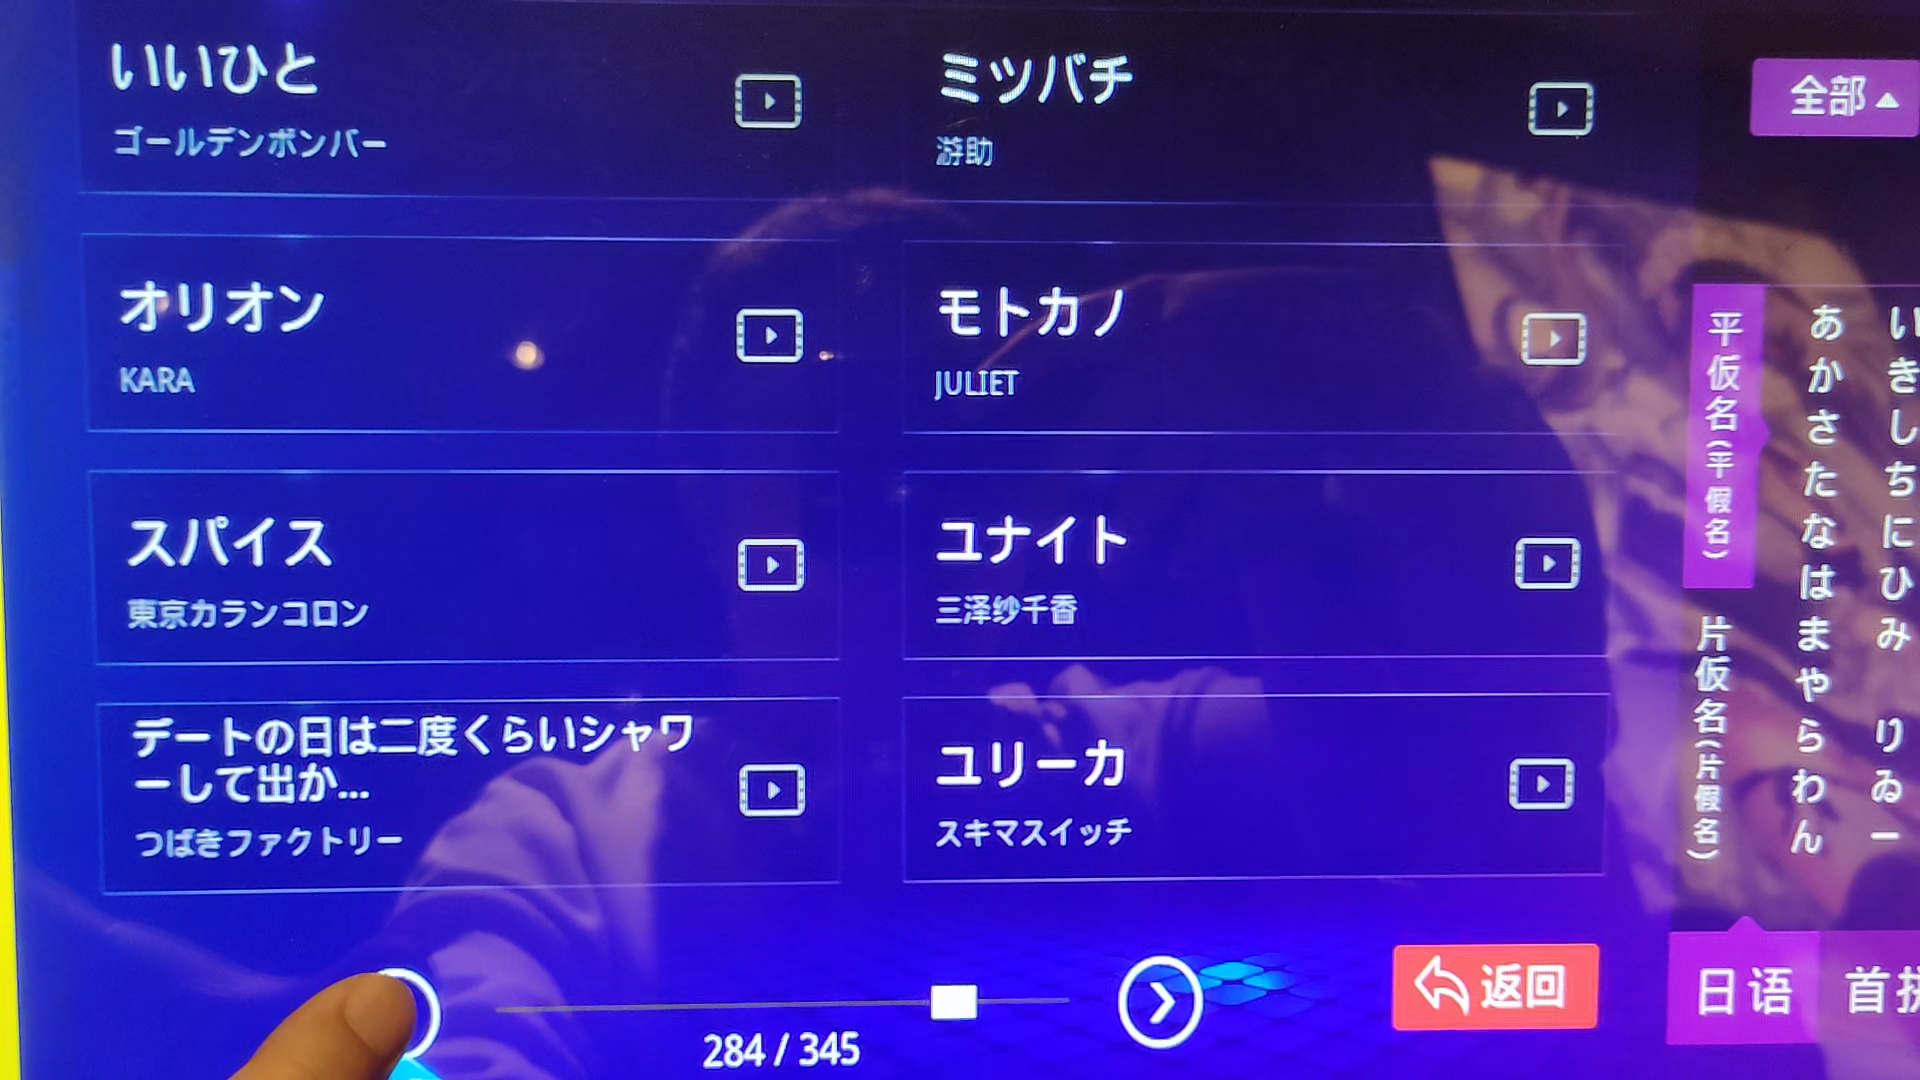 いいひと
ゴールデンボンバー
ミツバチ
游助
オリオン
KARA
モトカノ
JULIET
スパイス
東京カランコロン
ユナイト
三泽纱千香
デートの日は二度くらいシャワ
ーして出か...
つばきファクトリー
ユリーカ
スキマスイッチ
284 / 345
返回
全部
平仮名(平假名)
片仮名(片假名)
あかさたなはまやらわん
いきしちにひみ りゐー
日语
首拼